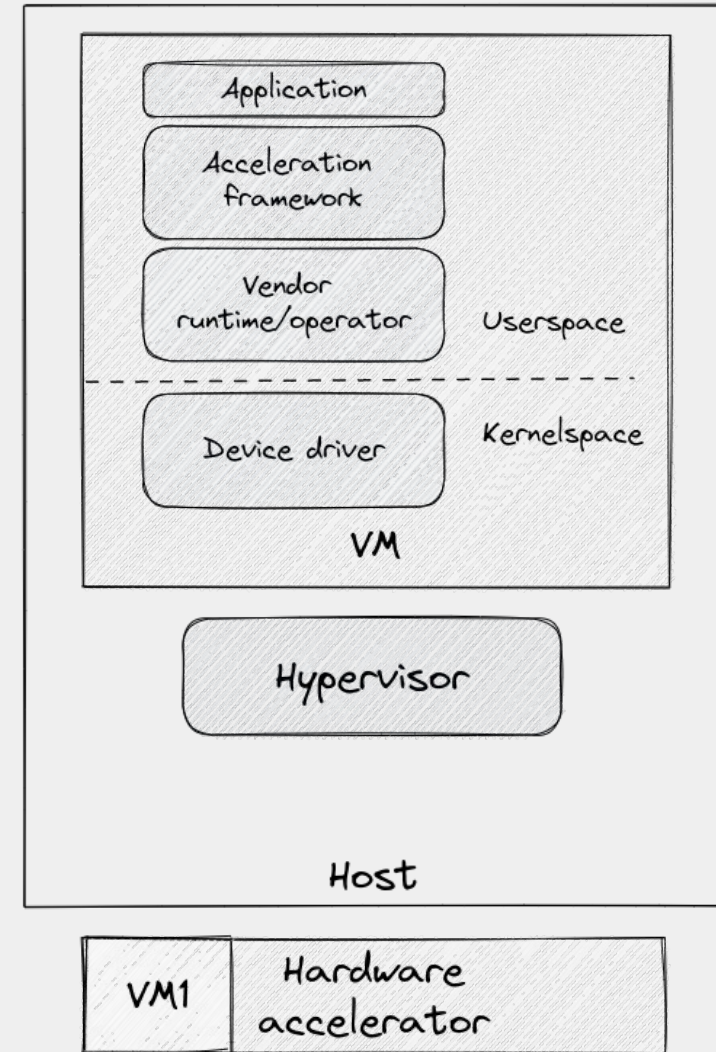 Application
Acceleration
framework
Vendor
runtime/operator
Userspace
Kernelspace
Device driver
VM
Hypervisor
Host
VM1
Hardware
accelerator